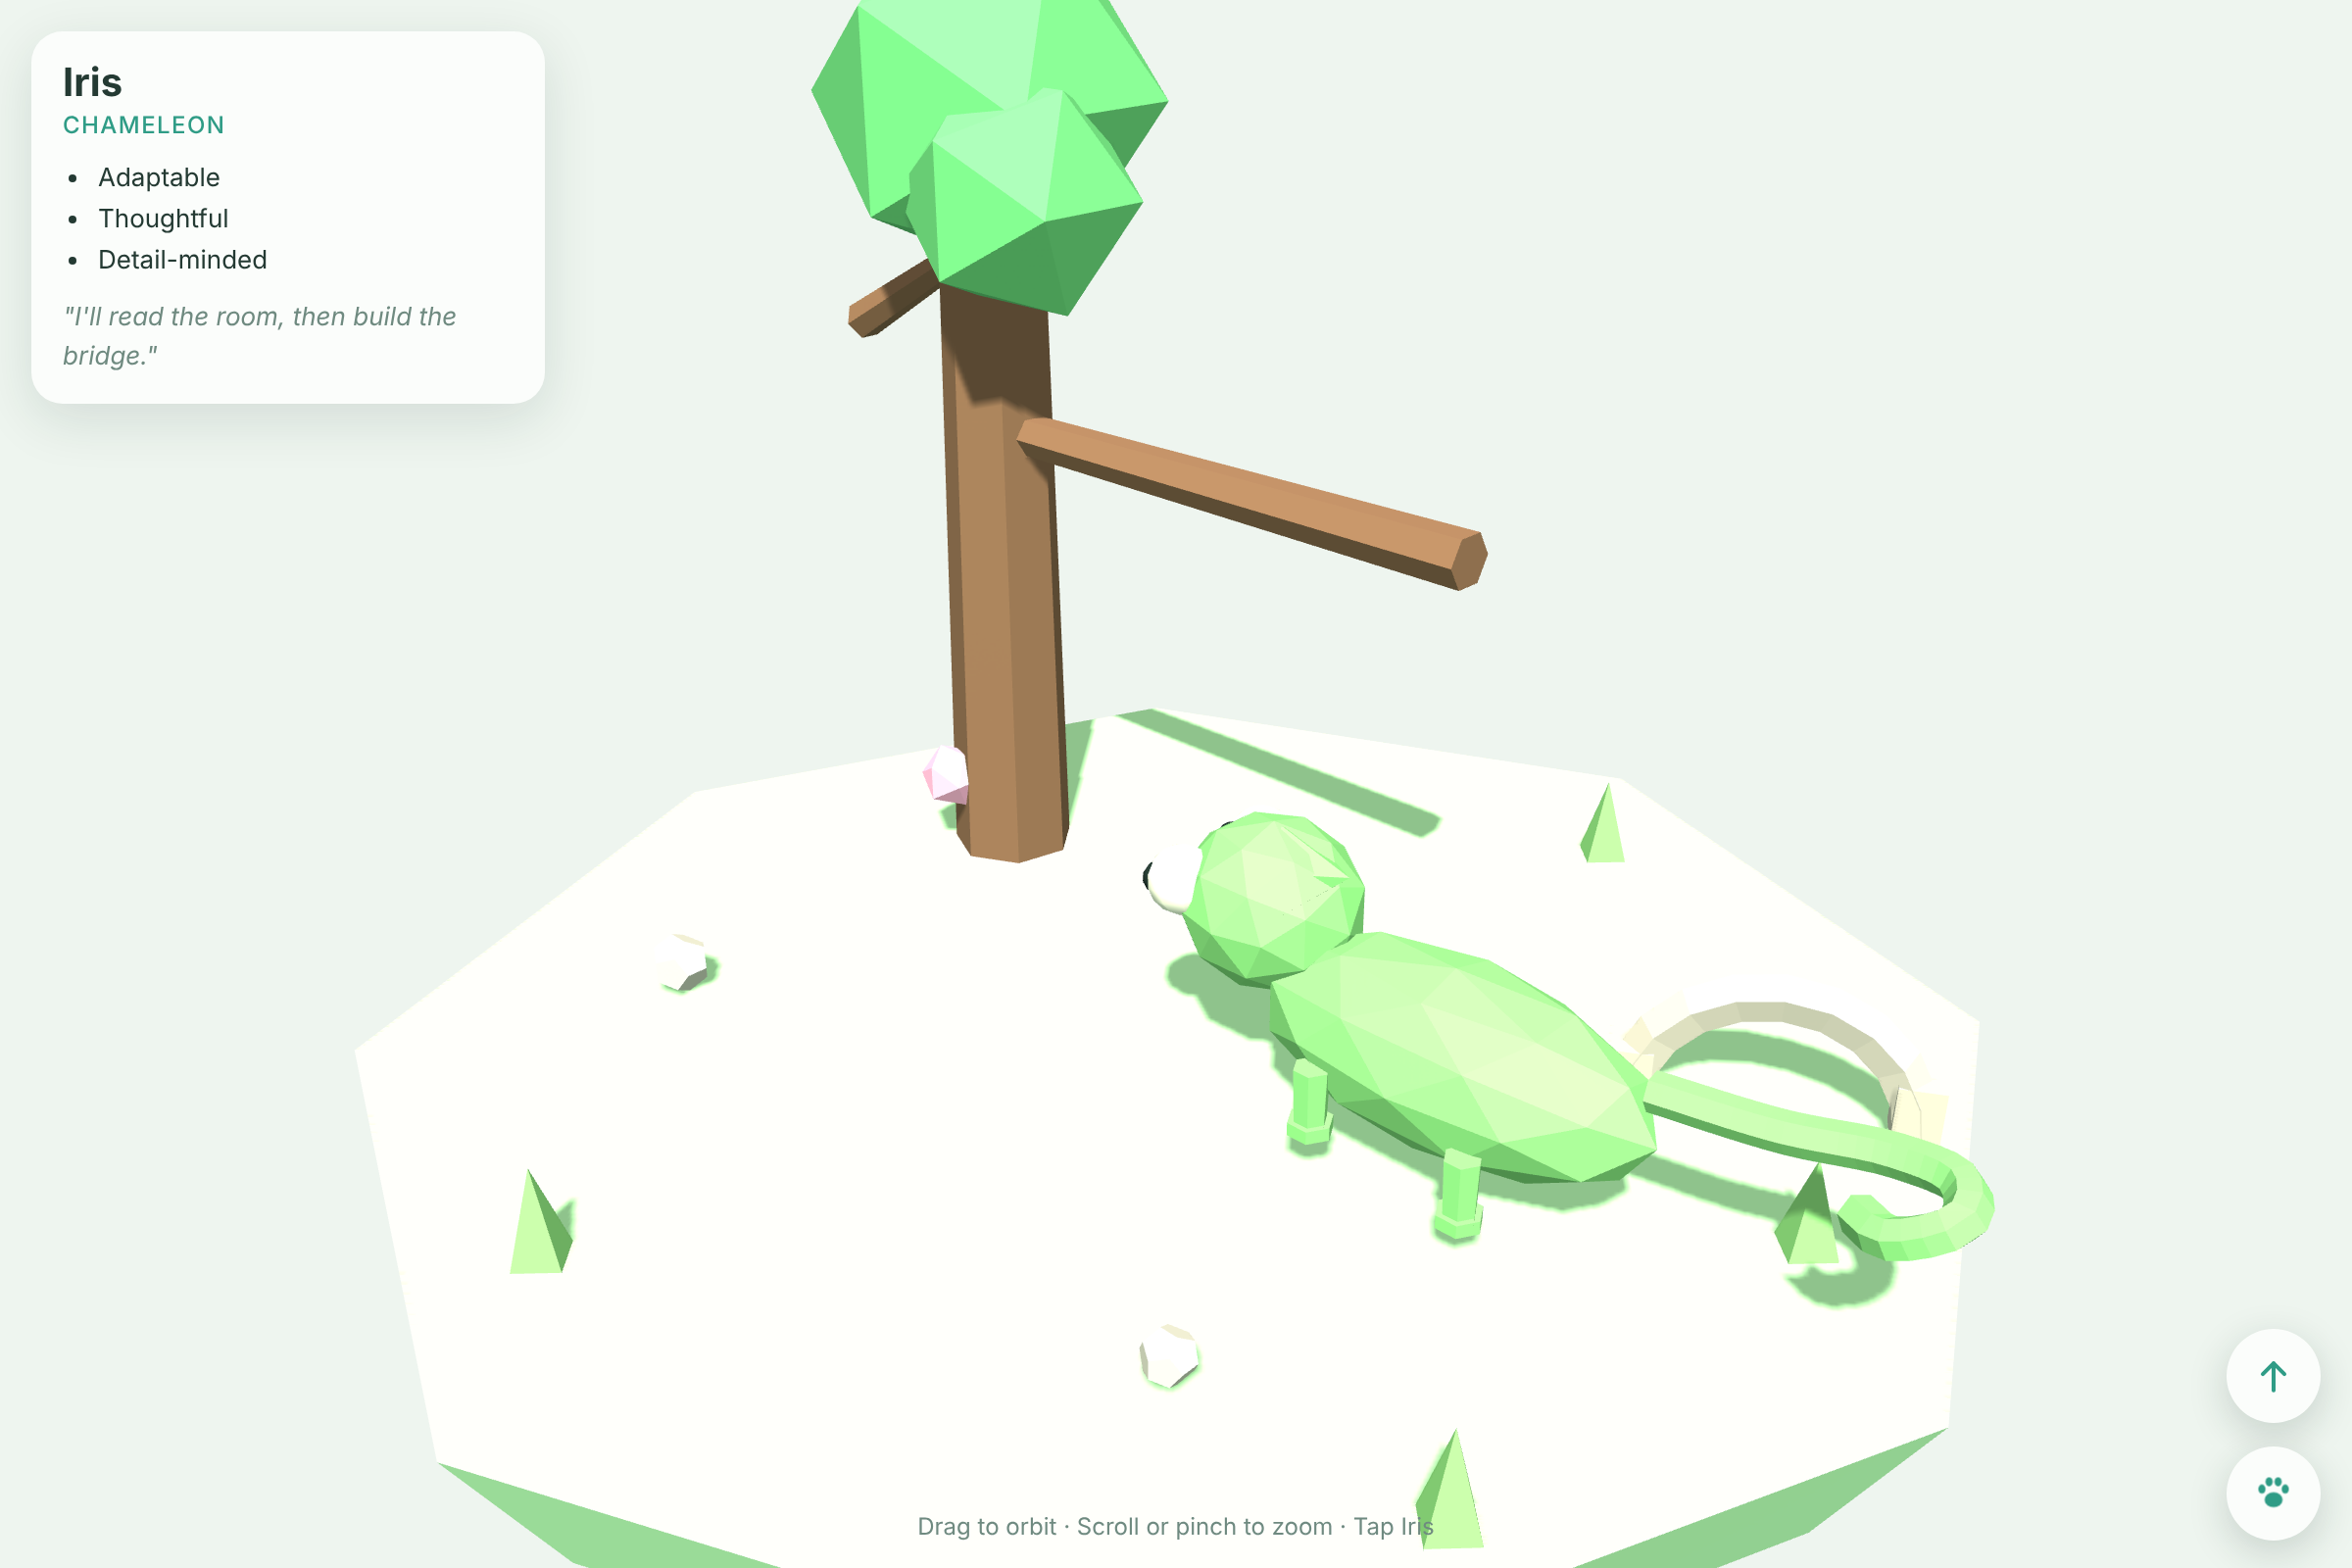 Iris
CHAMELEON
• Adaptable
• Thoughtful
• Detail-minded
"I'll read the room, then build the
bridge."
Drag to orbit · Scroll or pinch to zoom · Tap Iris